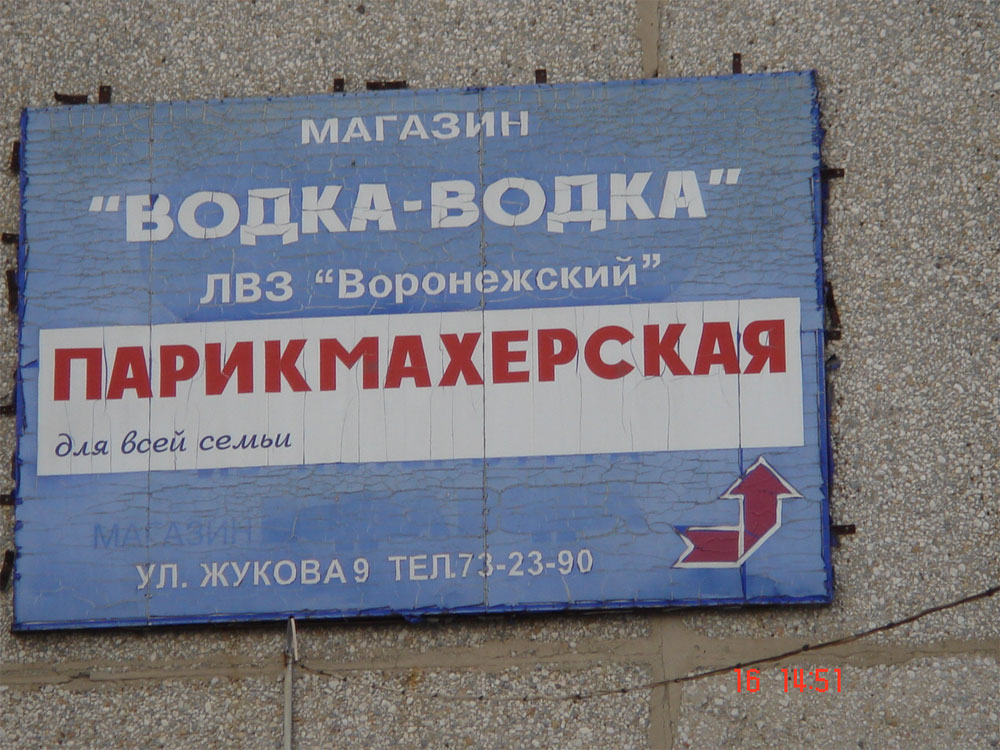 МАГАЗИН
"ВОДКА-ВОДКА"
ЛВЗ "Воронежский"
ПАРИКМАХЕРСКАЯ
для всей семьи
МАГАЗИН
УЛ. ЖУКОВА 9 ТЕЛ.73-23-90
16 14:51